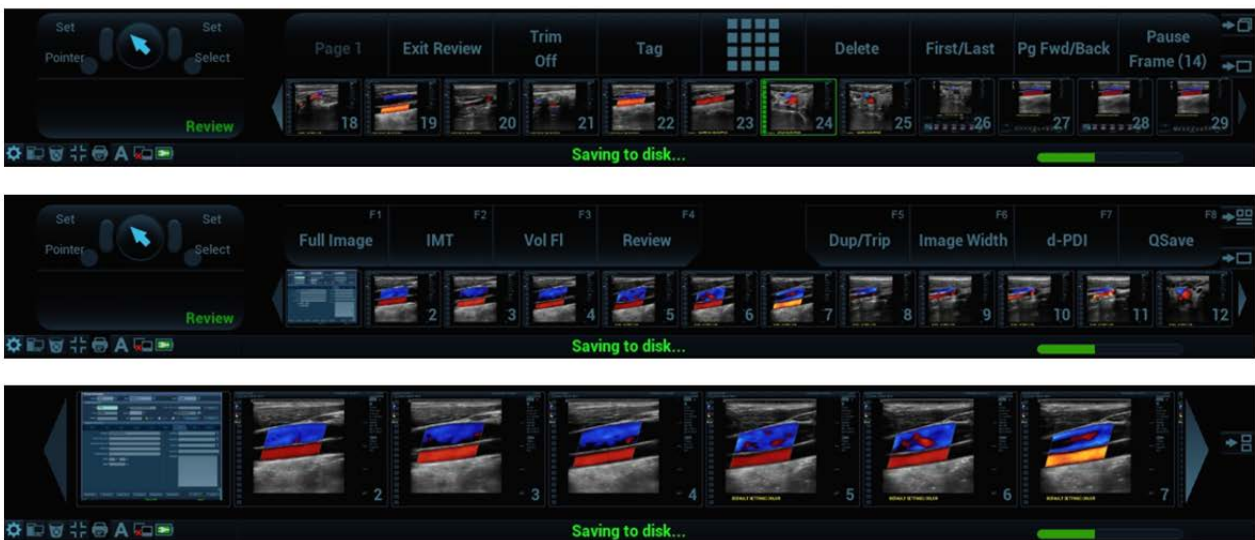 Set Set
Pointer Select
Review
Page 1 Exit Review Trim Off Tag Delete First/Last Pg Fwd/Back Pause Frame (14)
18 19 20 21 22 23 24 25 26 27 28 29
A Saving to disk...
Set Set
Pointer Select
Review
F1 F2 F3 F4 F5 F6 F7 F8
Full Image IMT Vol Fl Review Dup/Trip Image Width d-PDI QSave
2 3 4 5 6 7 8 9 10 11 12
A Saving to disk...
2 3 4 5 6 7
A Saving to disk...